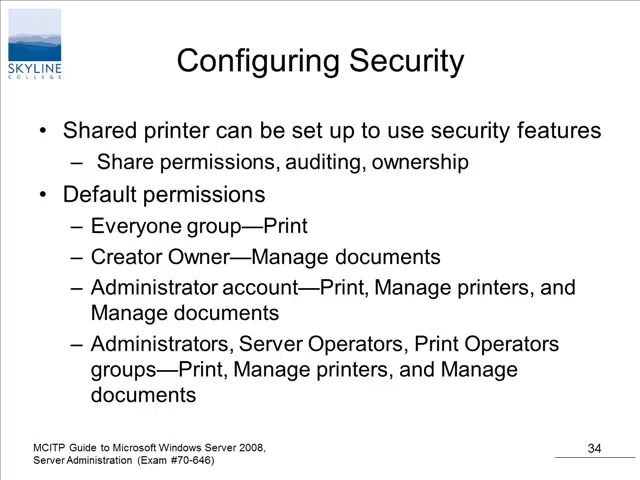 SKYLINE
COLLEGE
Configuring Security
• Shared printer can be set up to use security features
– Share permissions, auditing, ownership
• Default permissions
– Everyone group—Print
– Creator Owner—Manage documents
– Administrator account—Print, Manage printers, and
Manage documents
– Administrators, Server Operators, Print Operators
groups—Print, Manage printers, and Manage
documents
MCITP Guide to Microsoft Windows Server 2008,
Server Administration (Exam #70-646)
34